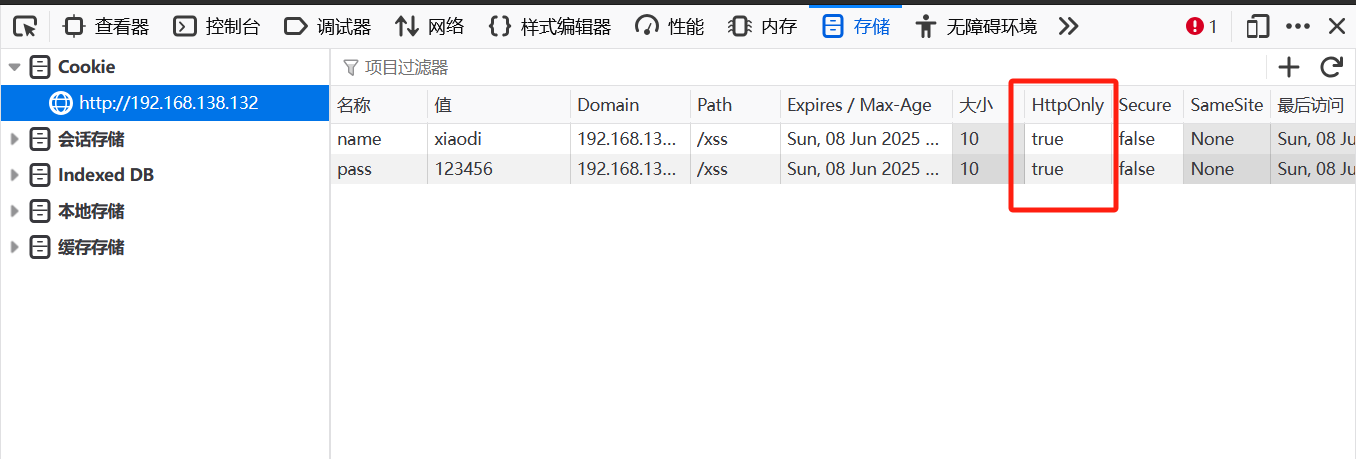 查看器 控制台 调试器 网络 样式编辑器 性能 内存 存储 无障碍环境 1
Cookie
http://192.168.138.132
会话存储
Indexed DB
本地存储
缓存存储
项目过滤器
名称 值 Domain Path Expires / Max-Age 大小 HttpOnly Secure SameSite 最后访问
name xiaodi 192.168.13... /xss Sun, 08 Jun 2025 ... 10 true false None Sun, 08 Ju
pass 123456 192.168.13... /xss Sun, 08 Jun 2025 ... 10 true false None Sun, 08 Ju